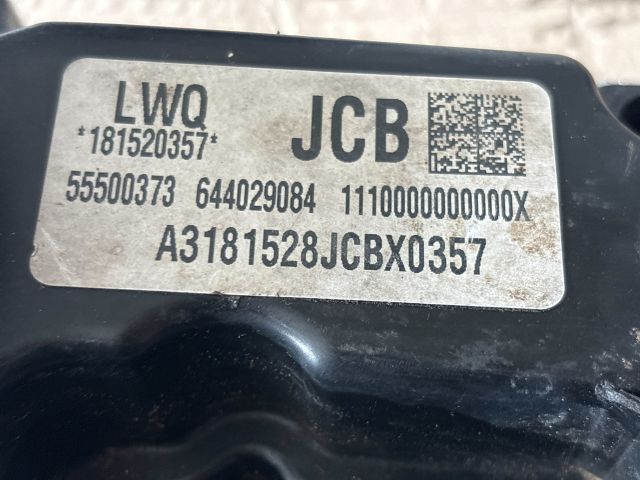 LWQ JCB
*181520357*
55500373 644029084 1110000000000X
A3181528JCBX0357